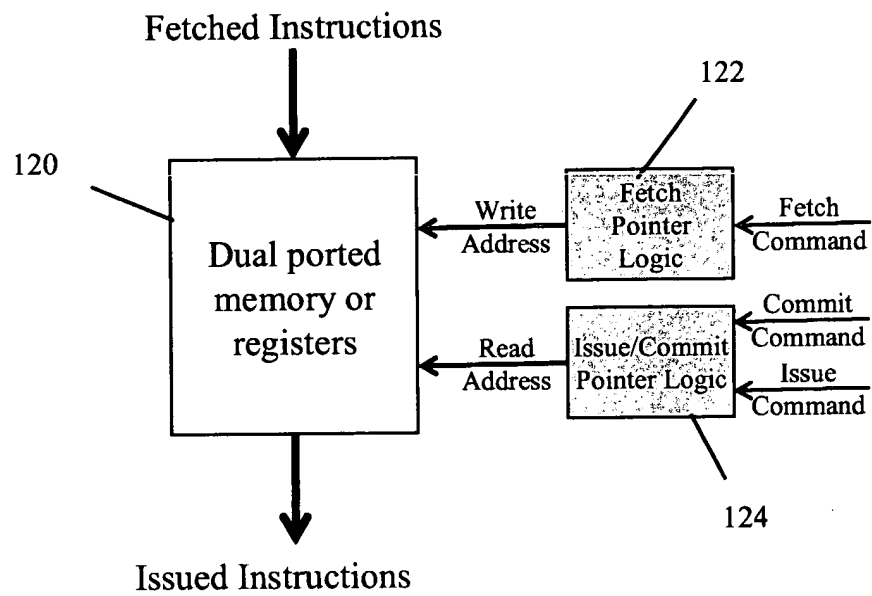 Fetched Instructions
122
120
Write
Address
Fetch
Pointer
Logic
Fetch
Command
Dual ported
memory or
registers
Commit
Command
Read
Address
Issue/Commit
Pointer Logic
Issue
Command
124
Issued Instructions